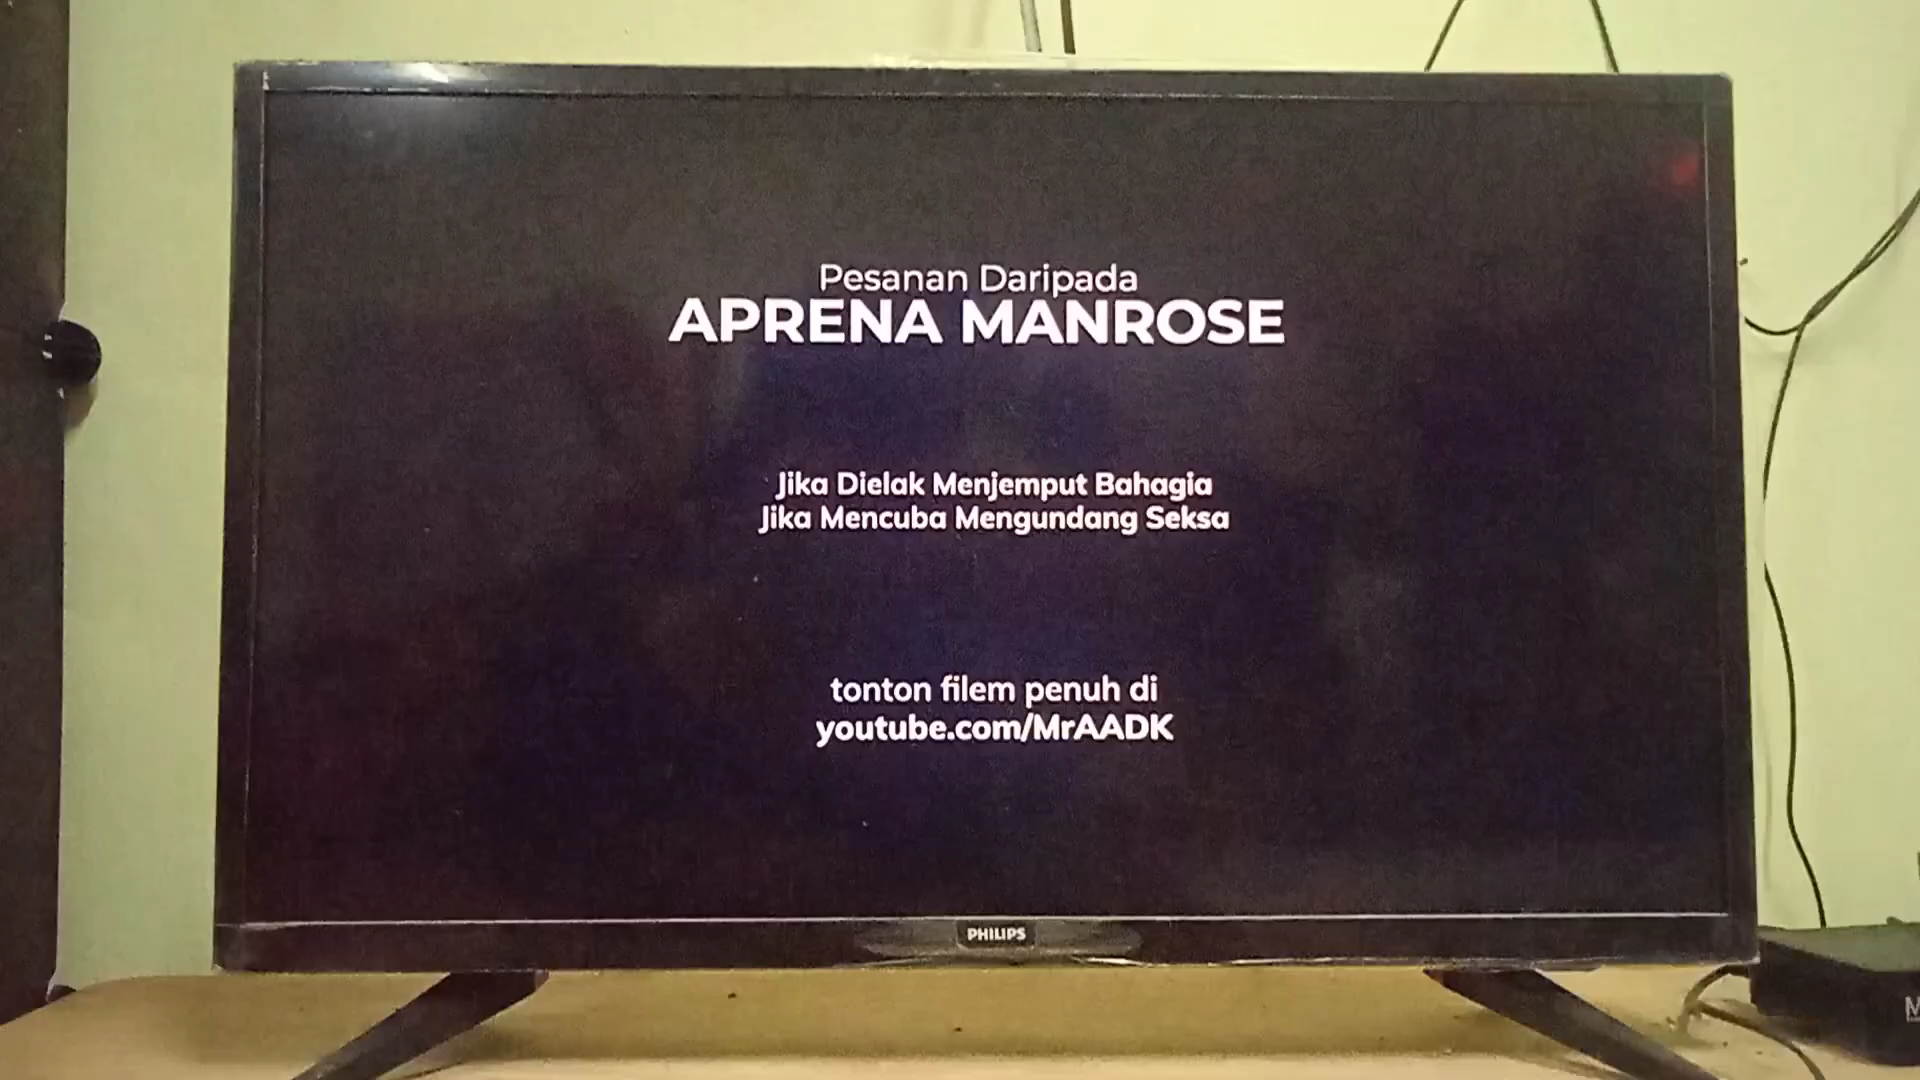 Pesanan Daripada
APRENA MANROSE
Jika Dielak Menjemput Bahagia
Jika Mencuba Mengundang Seksa
tonton filem penuh di
youtube.com/MrAADK
PHILIPS